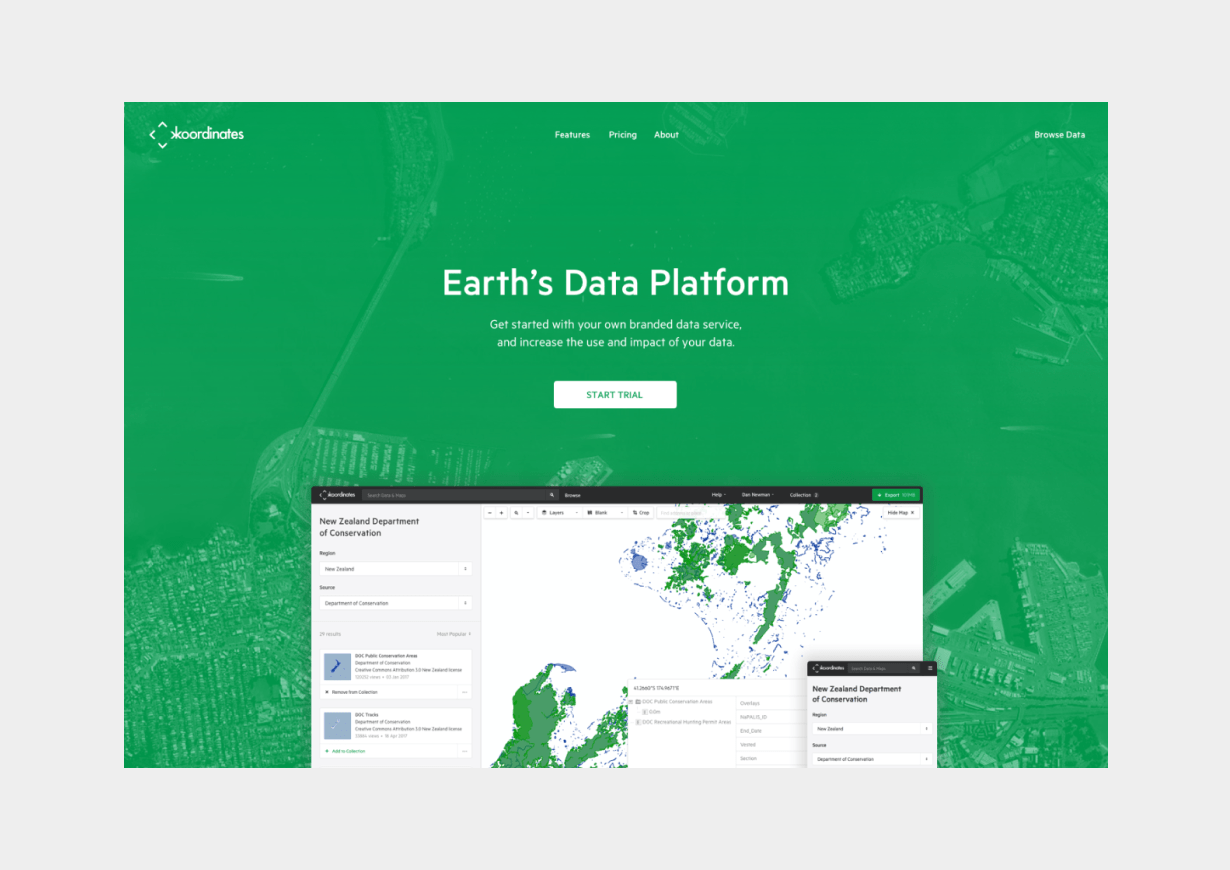 koordinates
Features Pricing About
Browse Data
Earth's Data Platform
Get started with your own branded data service,
and increase the use and impact of your data.
START TRIAL
koordinates
Search Data & Maps
Browse
Help
Dan Newman
Collection 2
+ Export
New Zealand Department
of Conservation
Region
New Zealand
Source
Department of Conservation
29 results
Most Popular
DOC Public Conservation Areas
Department of Conservation
Creative Commons Attribution 3.0 New Zealand license
Remove from Collection
DOC Tracks
Department of Conservation
Creative Commons Attribution 3.0 New Zealand license
+ Add to Collection
Layers
Blank
Crop
Hide Map ×
41.2660°S 174.9671°E
DOC Public Conservation Areas
DOC Recreational Hunting Permit Areas
Overlays
NaPALIS_ID
End_Date
Vested
Section
koordinates
Search Data & Maps
New Zealand Department
of Conservation
Region
New Zealand
Source
Department of Conservation